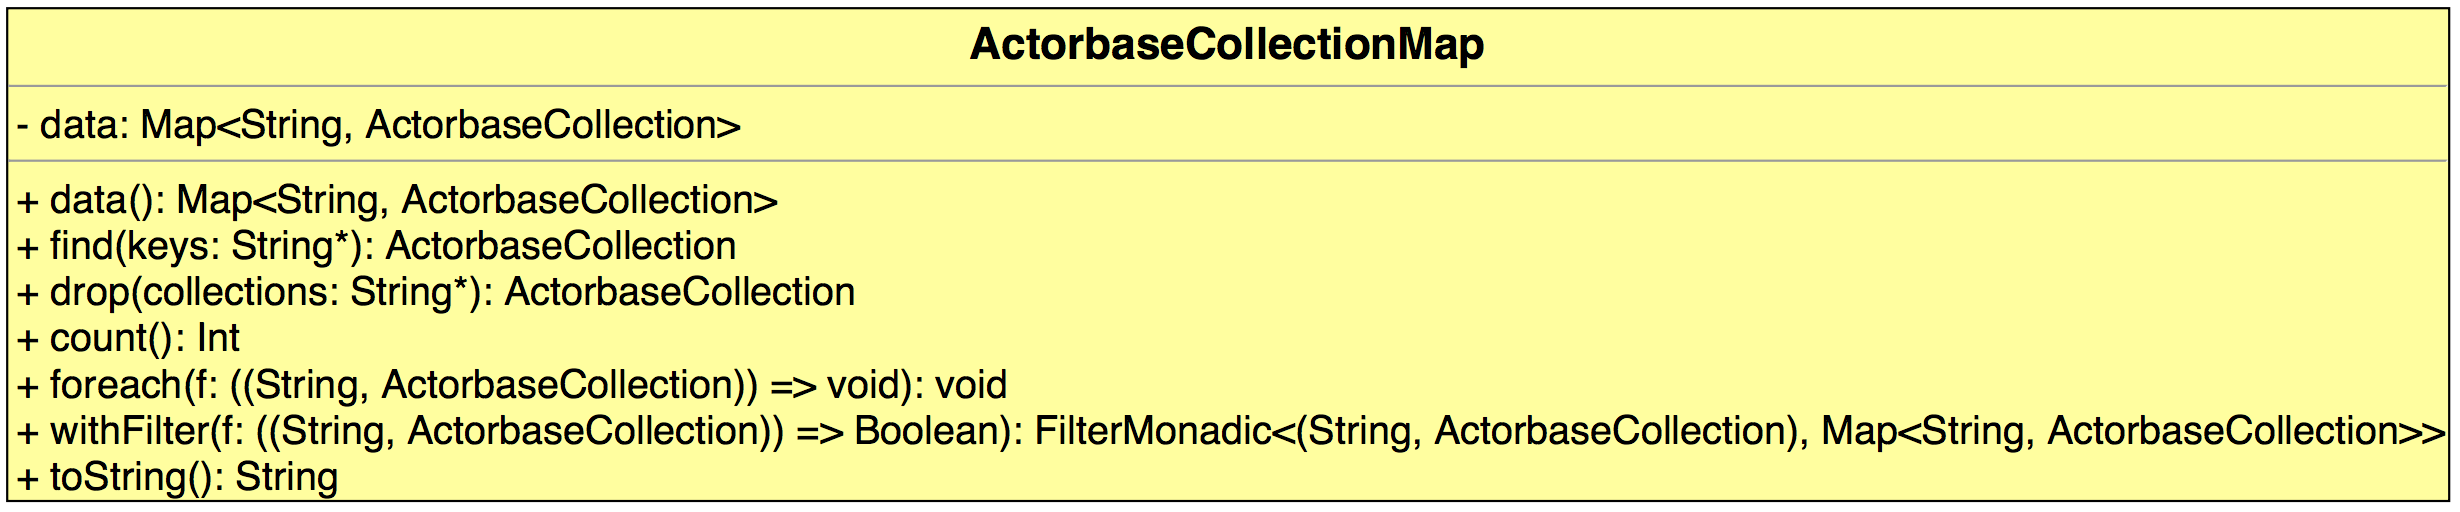 ActorbaseCollectionMap
- data: Map<String, ActorbaseCollection>
+ data(): Map<String, ActorbaseCollection>
+ find(keys: String*): ActorbaseCollection
+ drop(collections: String*): ActorbaseCollection
+ count(): Int
+ foreach(f: ((String, ActorbaseCollection)) => void): void
+ withFilter(f: ((String, ActorbaseCollection)) => Boolean): FilterMonadic<(String, ActorbaseCollection), Map<String, ActorbaseCollection>>
+ toString(): String